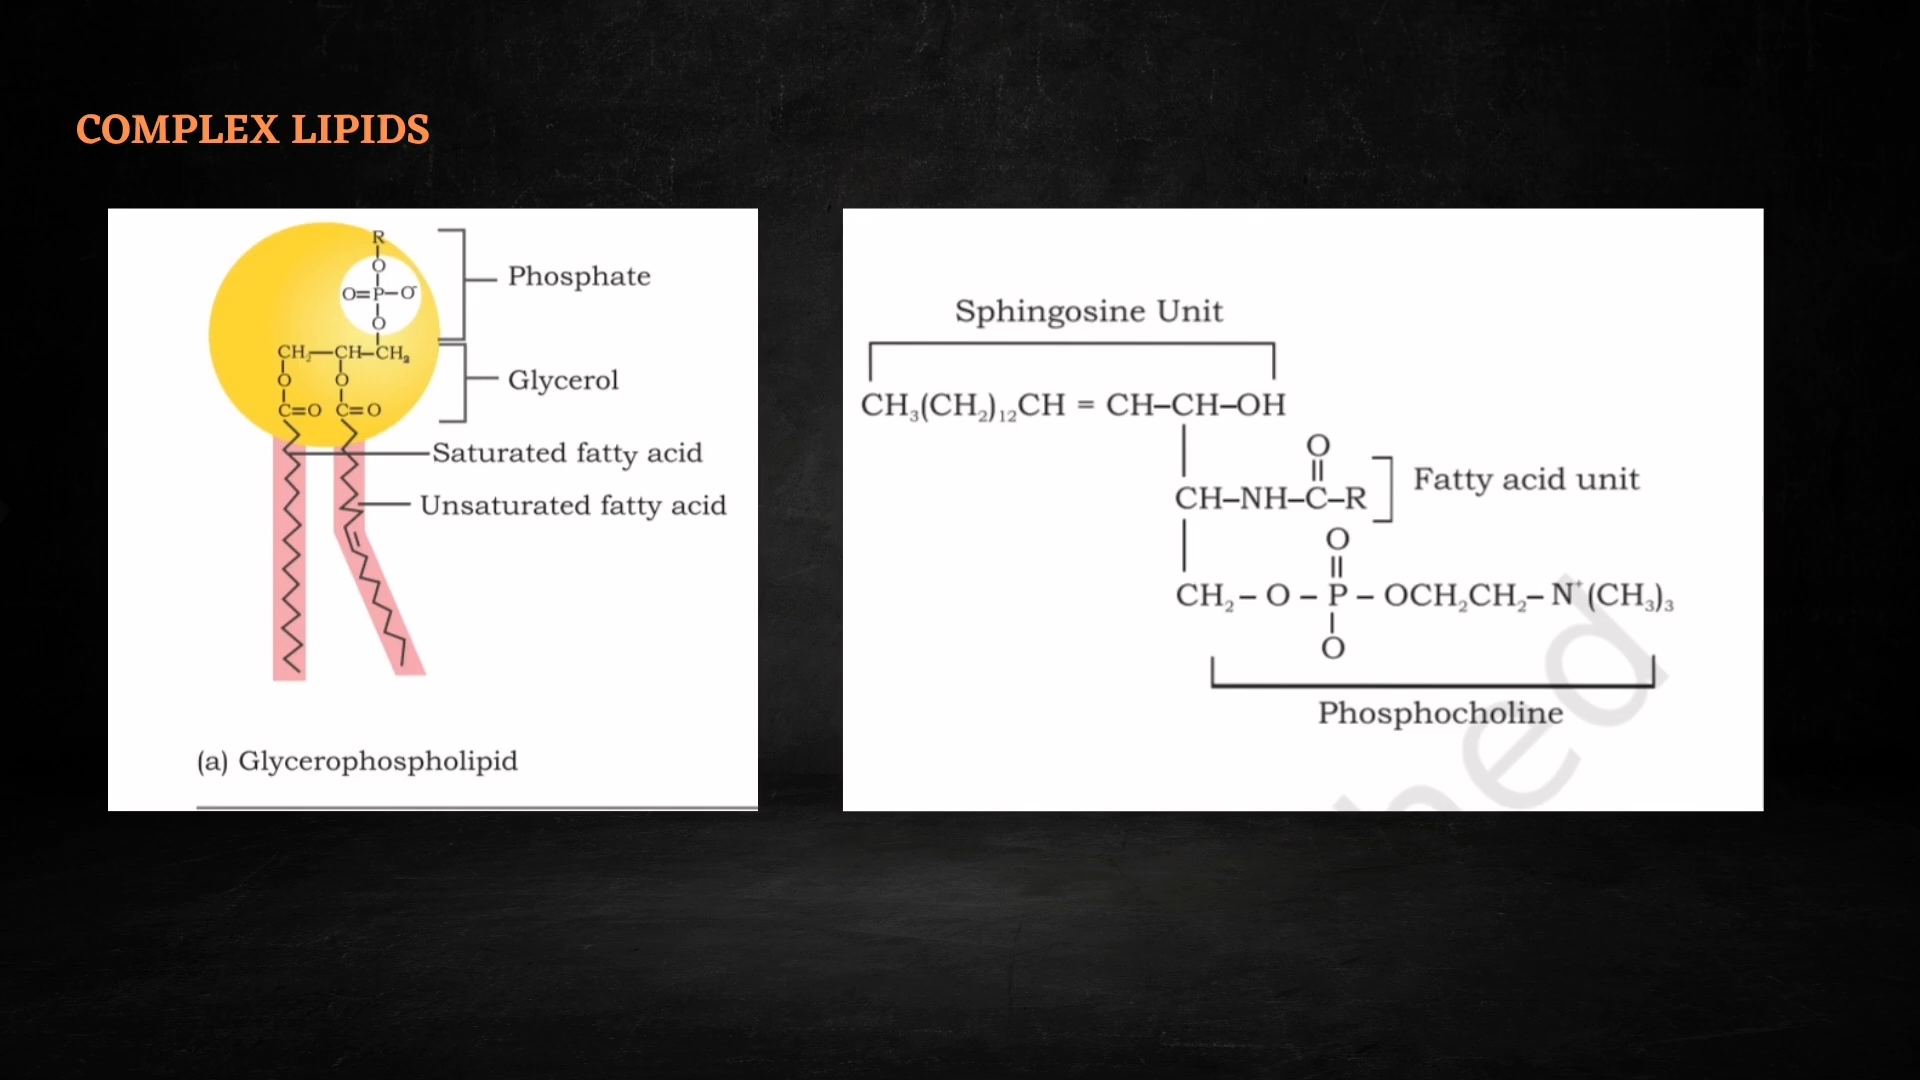 COMPLEX LIPIDS
R
O
O=P–O⁻
O
Phosphate
CH₂—CH–CH₂
O O
C=O C=O
Glycerol
Saturated fatty acid
Unsaturated fatty acid
(a) Glycerophospholipid
Sphingosine Unit
CH₃(CH₂)₁₂CH = CH–CH–OH
O
CH–NH–C–R
Fatty acid unit
O
CH₂– O – P – OCH₂CH₂– N⁺(CH₃)₃
O
Phosphocholine
hed